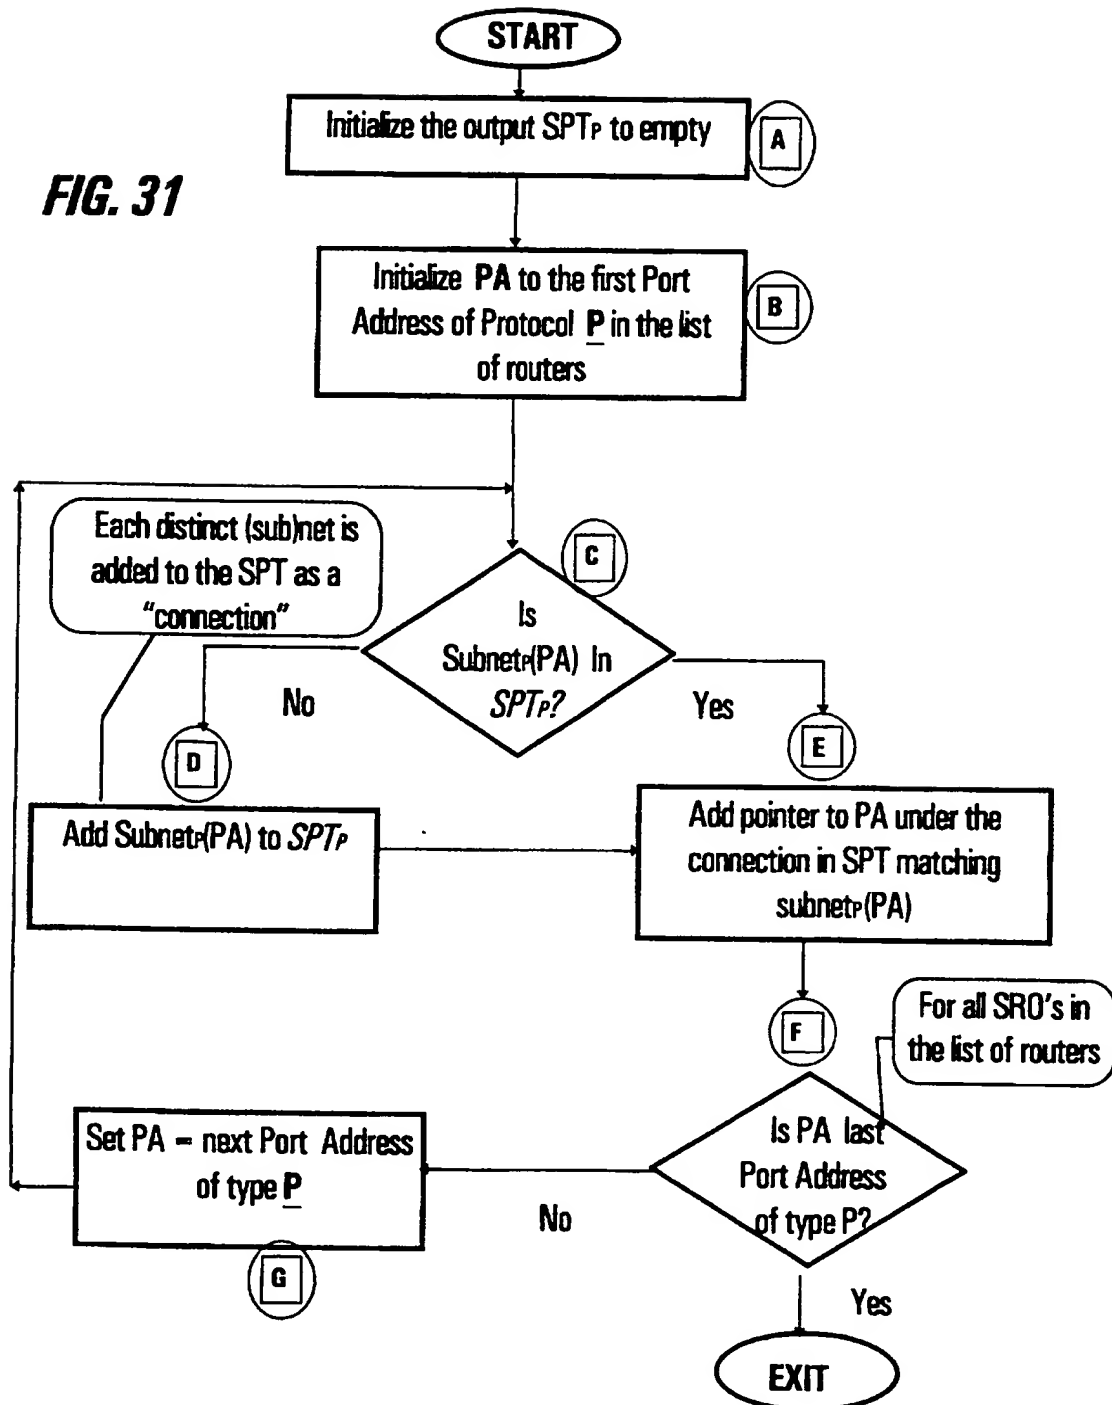 START
Initialize the output SPTP to empty
A
FIG. 31
Initialize PA to the first Port
Address of Protocol P in the list
of routers
B
Each distinct (sub)net is
added to the SPT as a
"connection"
C
Is
SubnetP(PA) In
SPTP?
No
Yes
D
E
Add SubnetP(PA) to SPTP
Add pointer to PA under the
connection in SPT matching
subnetP(PA)
F
For all SRO's in
the list of routers
Set PA = next Port Address
of type P
Is PA last
Port Address
of type P?
No
G
Yes
EXIT